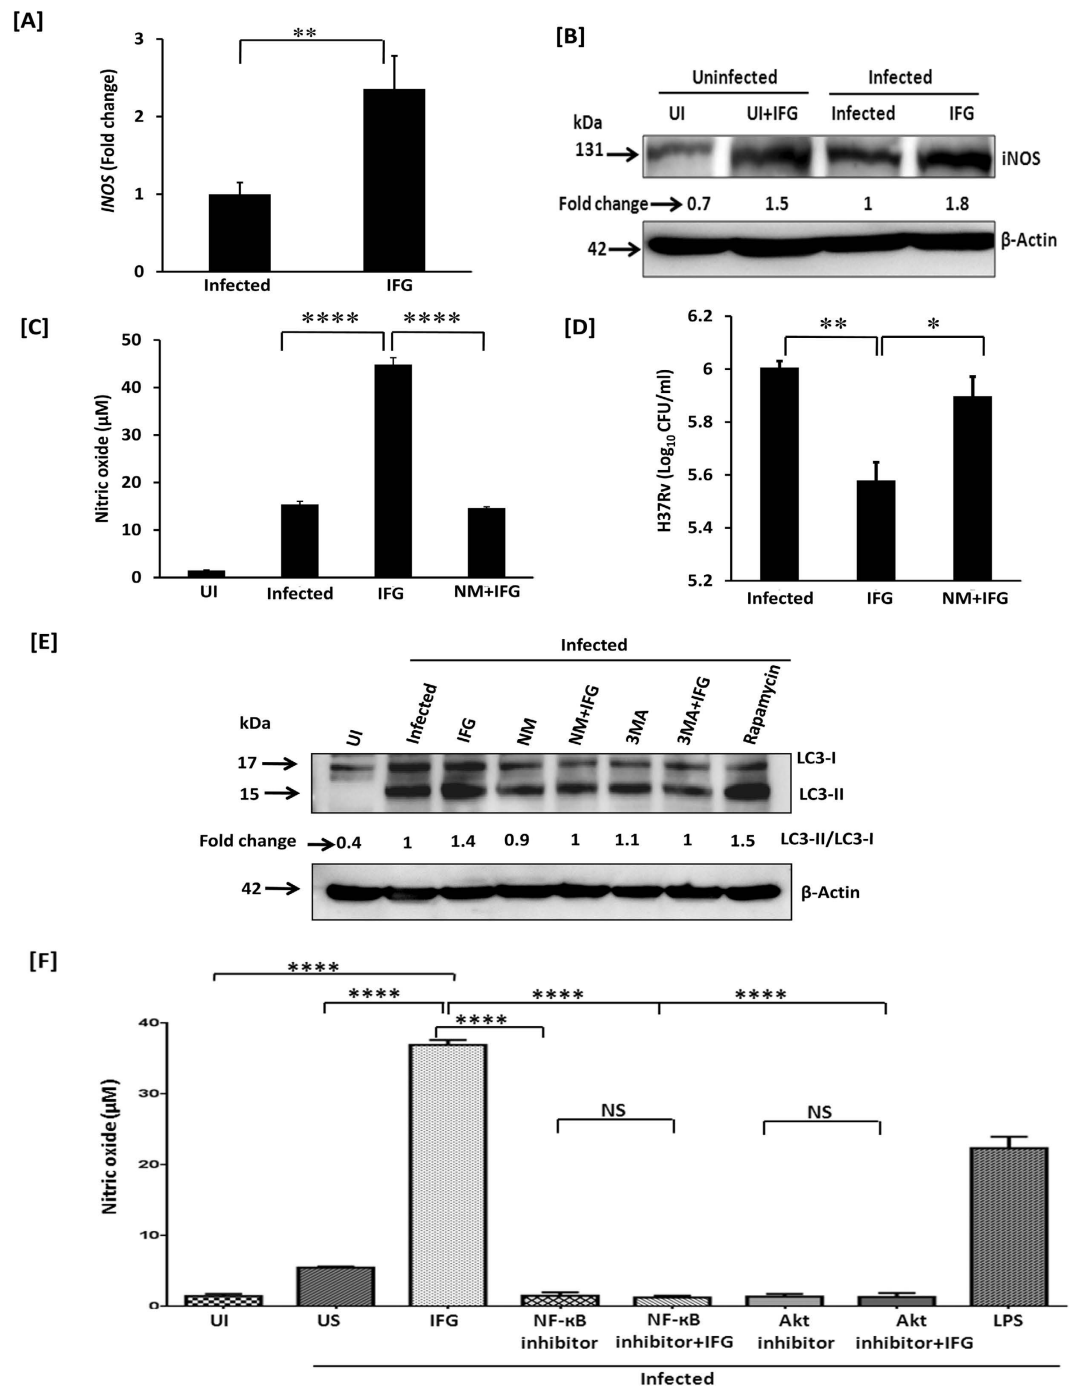 [A]
**
3
2
1
0
INOS (Fold change)
Infected IFG
[B]
Uninfected Infected
UI UI+IFG Infected IFG
kDa
131 iNOS
Fold change 0.7 1.5 1 1.8
42 β-Actin
[C]
**** ****
50
40
30
20
10
0
Nitric oxide (µM)
UI Infected IFG NM+IFG
[D]
** *
6.2
6
5.8
5.6
5.4
5.2
H37Rv (Log10 CFU/ml)
Infected IFG NM+IFG
[E]
Infected
kDa
UI Infected IFG NM NM+IFG 3MA 3MA+IFG Rapamycin
17 LC3-I
15 LC3-II
Fold change 0.4 1 1.4 0.9 1 1.1 1 1.5 LC3-II/LC3-I
42 β-Actin
[F]
****
**** **** ****
****
NS NS
40
30
20
10
0
Nitric oxide (µM)
UI US IFG NF-κB NF-κB Akt Akt LPS
inhibitor inhibitor+IFG inhibitor inhibitor+IFG
Infected